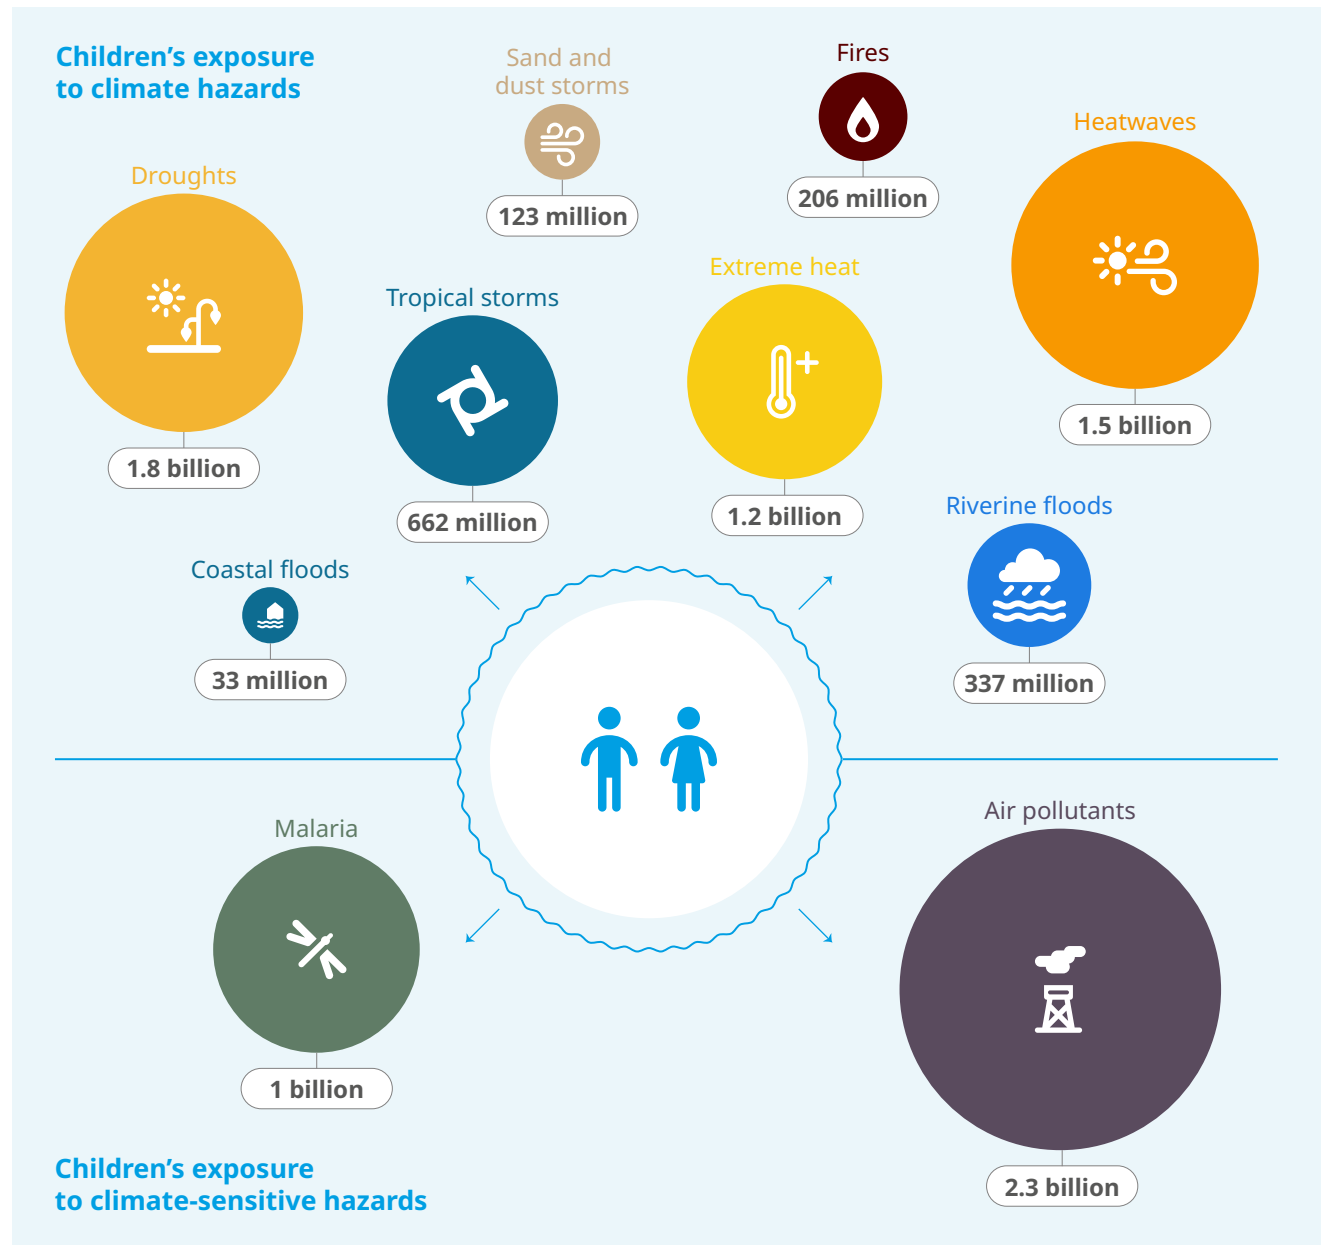 Children’s exposure
to climate hazards
Sand and
dust storms
123 million
Fires
206 million
Heatwaves
1.5 billion
Droughts
1.8 billion
Tropical storms
662 million
Extreme heat
1.2 billion
Riverine floods
337 million
Coastal floods
33 million
Malaria
1 billion
Air pollutants
2.3 billion
Children’s exposure
to climate-sensitive hazards